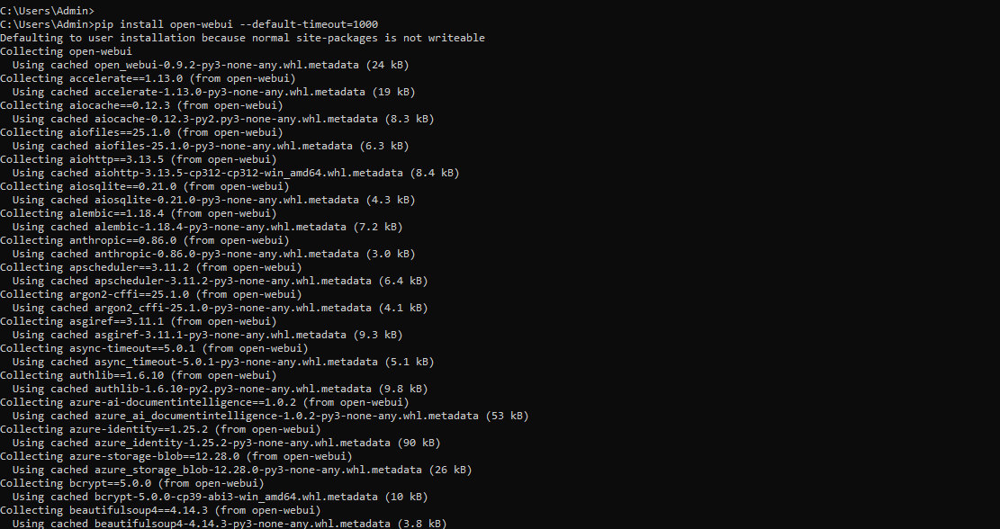 C:\Users\Admin>
C:\Users\Admin>pip install open-webui --default-timeout=1000
Defaulting to user installation because normal site-packages is not writeable
Collecting open-webui
  Using cached open_webui-0.9.2-py3-none-any.whl.metadata (24 kB)
Collecting accelerate==1.13.0 (from open-webui)
  Using cached accelerate-1.13.0-py3-none-any.whl.metadata (19 kB)
Collecting aiocache==0.12.3 (from open-webui)
  Using cached aiocache-0.12.3-py2.py3-none-any.whl.metadata (8.3 kB)
Collecting aiofiles==25.1.0 (from open-webui)
  Using cached aiofiles-25.1.0-py3-none-any.whl.metadata (6.3 kB)
Collecting aiohttp==3.13.5 (from open-webui)
  Using cached aiohttp-3.13.5-cp312-cp312-win_amd64.whl.metadata (8.4 kB)
Collecting aiosqlite==0.21.0 (from open-webui)
  Using cached aiosqlite-0.21.0-py3-none-any.whl.metadata (4.3 kB)
Collecting alembic==1.18.4 (from open-webui)
  Using cached alembic-1.18.4-py3-none-any.whl.metadata (7.2 kB)
Collecting anthropic==0.86.0 (from open-webui)
  Using cached anthropic-0.86.0-py3-none-any.whl.metadata (3.0 kB)
Collecting apscheduler==3.11.2 (from open-webui)
  Using cached apscheduler-3.11.2-py3-none-any.whl.metadata (6.4 kB)
Collecting argon2-cffi==25.1.0 (from open-webui)
  Using cached argon2_cffi-25.1.0-py3-none-any.whl.metadata (4.1 kB)
Collecting asgiref==3.11.1 (from open-webui)
  Using cached asgiref-3.11.1-py3-none-any.whl.metadata (9.3 kB)
Collecting async-timeout==5.0.1 (from open-webui)
  Using cached async_timeout-5.0.1-py3-none-any.whl.metadata (5.1 kB)
Collecting authlib==1.6.10 (from open-webui)
  Using cached authlib-1.6.10-py2.py3-none-any.whl.metadata (9.8 kB)
Collecting azure-ai-documentintelligence==1.0.2 (from open-webui)
  Using cached azure_ai_documentintelligence-1.0.2-py3-none-any.whl.metadata (53 kB)
Collecting azure-identity==1.25.2 (from open-webui)
  Using cached azure_identity-1.25.2-py3-none-any.whl.metadata (90 kB)
Collecting azure-storage-blob==12.28.0 (from open-webui)
  Using cached azure_storage_blob-12.28.0-py3-none-any.whl.metadata (26 kB)
Collecting bcrypt==5.0.0 (from open-webui)
  Using cached bcrypt-5.0.0-cp39-abi3-win_amd64.whl.metadata (10 kB)
Collecting beautifulsoup4==4.14.3 (from open-webui)
  Using cached beautifulsoup4-4.14.3-py3-none-any.whl.metadata (3.8 kB)